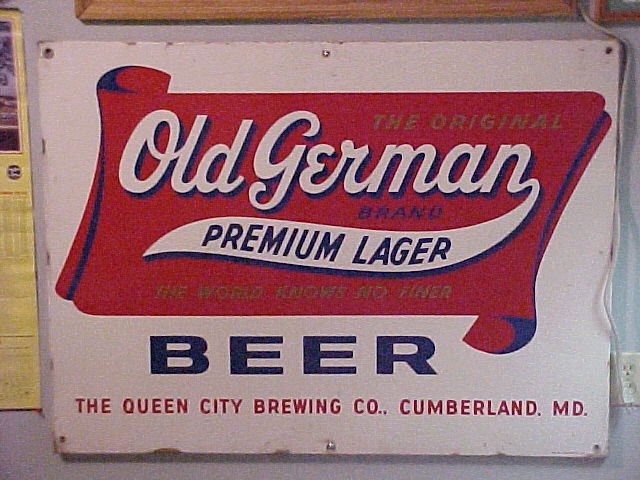 THE ORIGINAL
Old German
BRAND
PREMIUM LAGER
THE WORLD KNOWS NO FINER
BEER
THE QUEEN CITY BREWING CO., CUMBERLAND, MD.